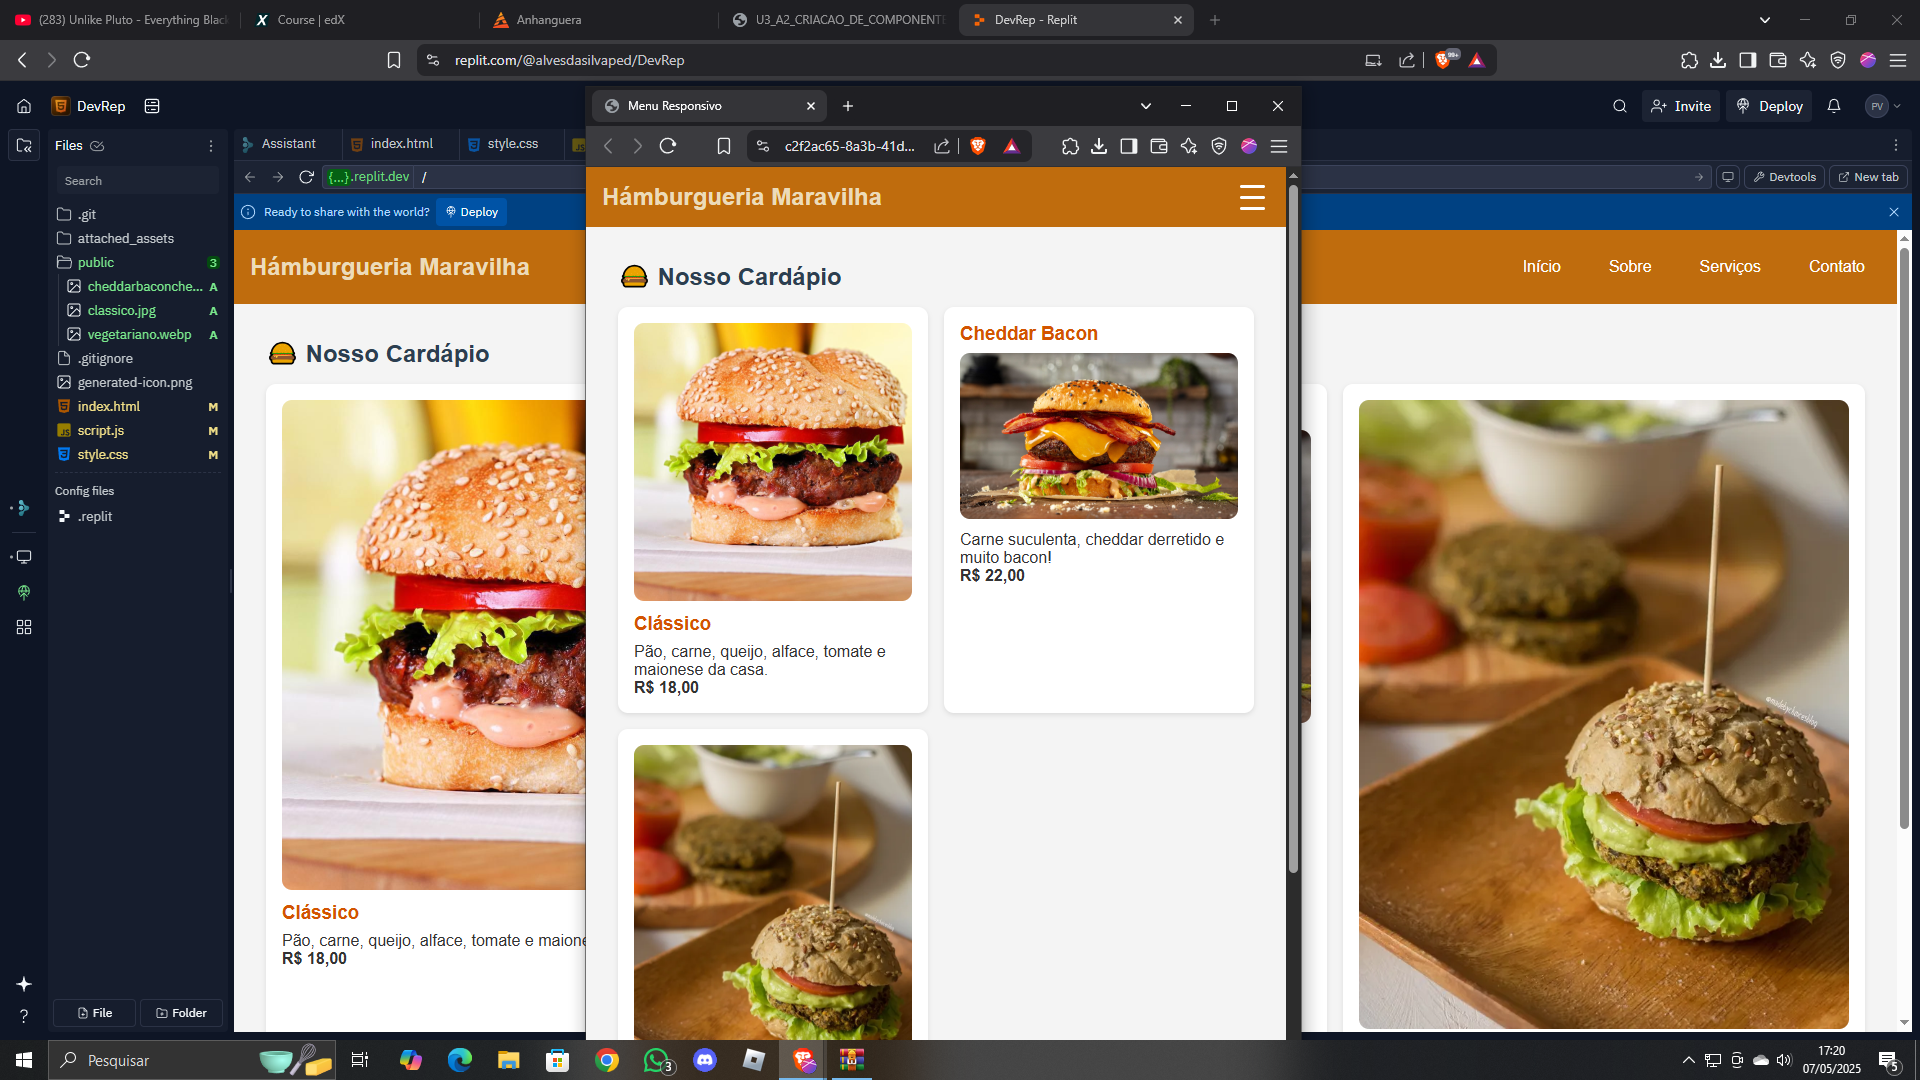 (283) Unlike Pluto - Everything Black
Course | edX
Anhanguera
U3_A2_CRIACAO_DE_COMPONENTE
DevRep - Replit
replit.com/@alvesdasilvaped/DevRep
99+
DevRep
Invite
Deploy
PV
Files
Search
.git
attached_assets
public 3
cheddarbaconche... A
classico.jpg A
vegetariano.webp A
.gitignore
generated-icon.png
index.html M
script.js M
style.css M
Config files
.replit
File
Folder
Assistant
index.html
style.css
{...}.replit.dev /
Devtools
New tab
Ready to share with the world?
Deploy
Hámburgueria Maravilha
Início
Sobre
Serviços
Contato
Nosso Cardápio
Clássico
Pão, carne, queijo, alface, tomate e maione
R$ 18,00
Menu Responsivo
c2f2ac65-8a3b-41d...
Hámburgueria Maravilha
Nosso Cardápio
Clássico
Pão, carne, queijo, alface, tomate e
maionese da casa.
R$ 18,00
Cheddar Bacon
Carne suculenta, cheddar derretido e
muito bacon!
R$ 22,00
Pesquisar
3
17:20
07/05/2025
5